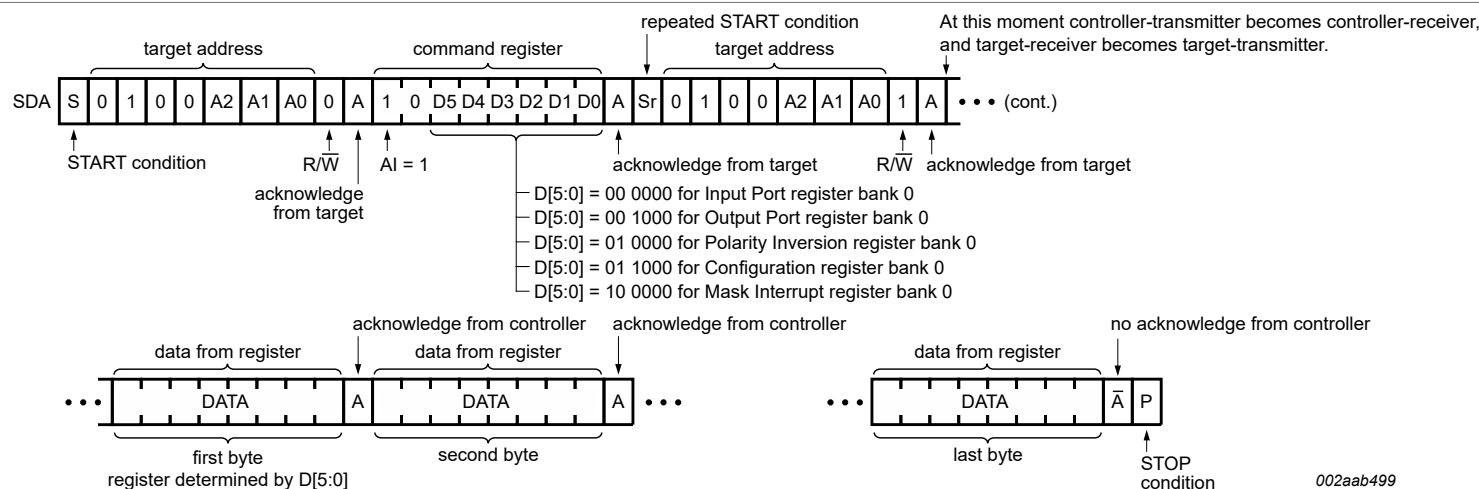 repeated START condition
At this moment controller-transmitter becomes controller-receiver,
and target-receiver becomes target-transmitter.
target address
command register
target address
SDA S 0 1 0 0 A2 A1 A0 0 A 1 0 D5 D4 D3 D2 D1 D0 A Sr 0 1 0 0 A2 A1 A0 1 A • • • (cont.)
START condition
R/W̅
AI = 1
acknowledge from target
R/W̅
acknowledge from target
acknowledge
from target
D[5:0] = 00 0000 for Input Port register bank 0
D[5:0] = 00 1000 for Output Port register bank 0
D[5:0] = 01 0000 for Polarity Inversion register bank 0
D[5:0] = 01 1000 for Configuration register bank 0
D[5:0] = 10 0000 for Mask Interrupt register bank 0
acknowledge from controller
acknowledge from controller
no acknowledge from controller
data from register
data from register
data from register
• • • DATA A DATA A • • • • • • DATA A̅ P
first byte
register determined by D[5:0]
second byte
last byte
STOP
condition
002aab499